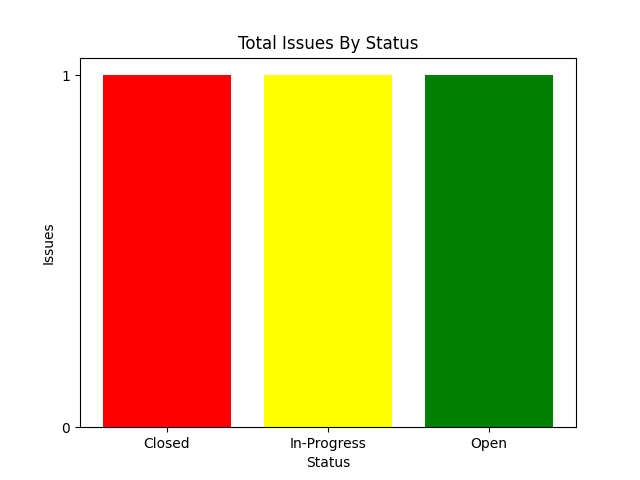 Total Issues By Status
1
Issues
0
Closed In-Progress Open
Status